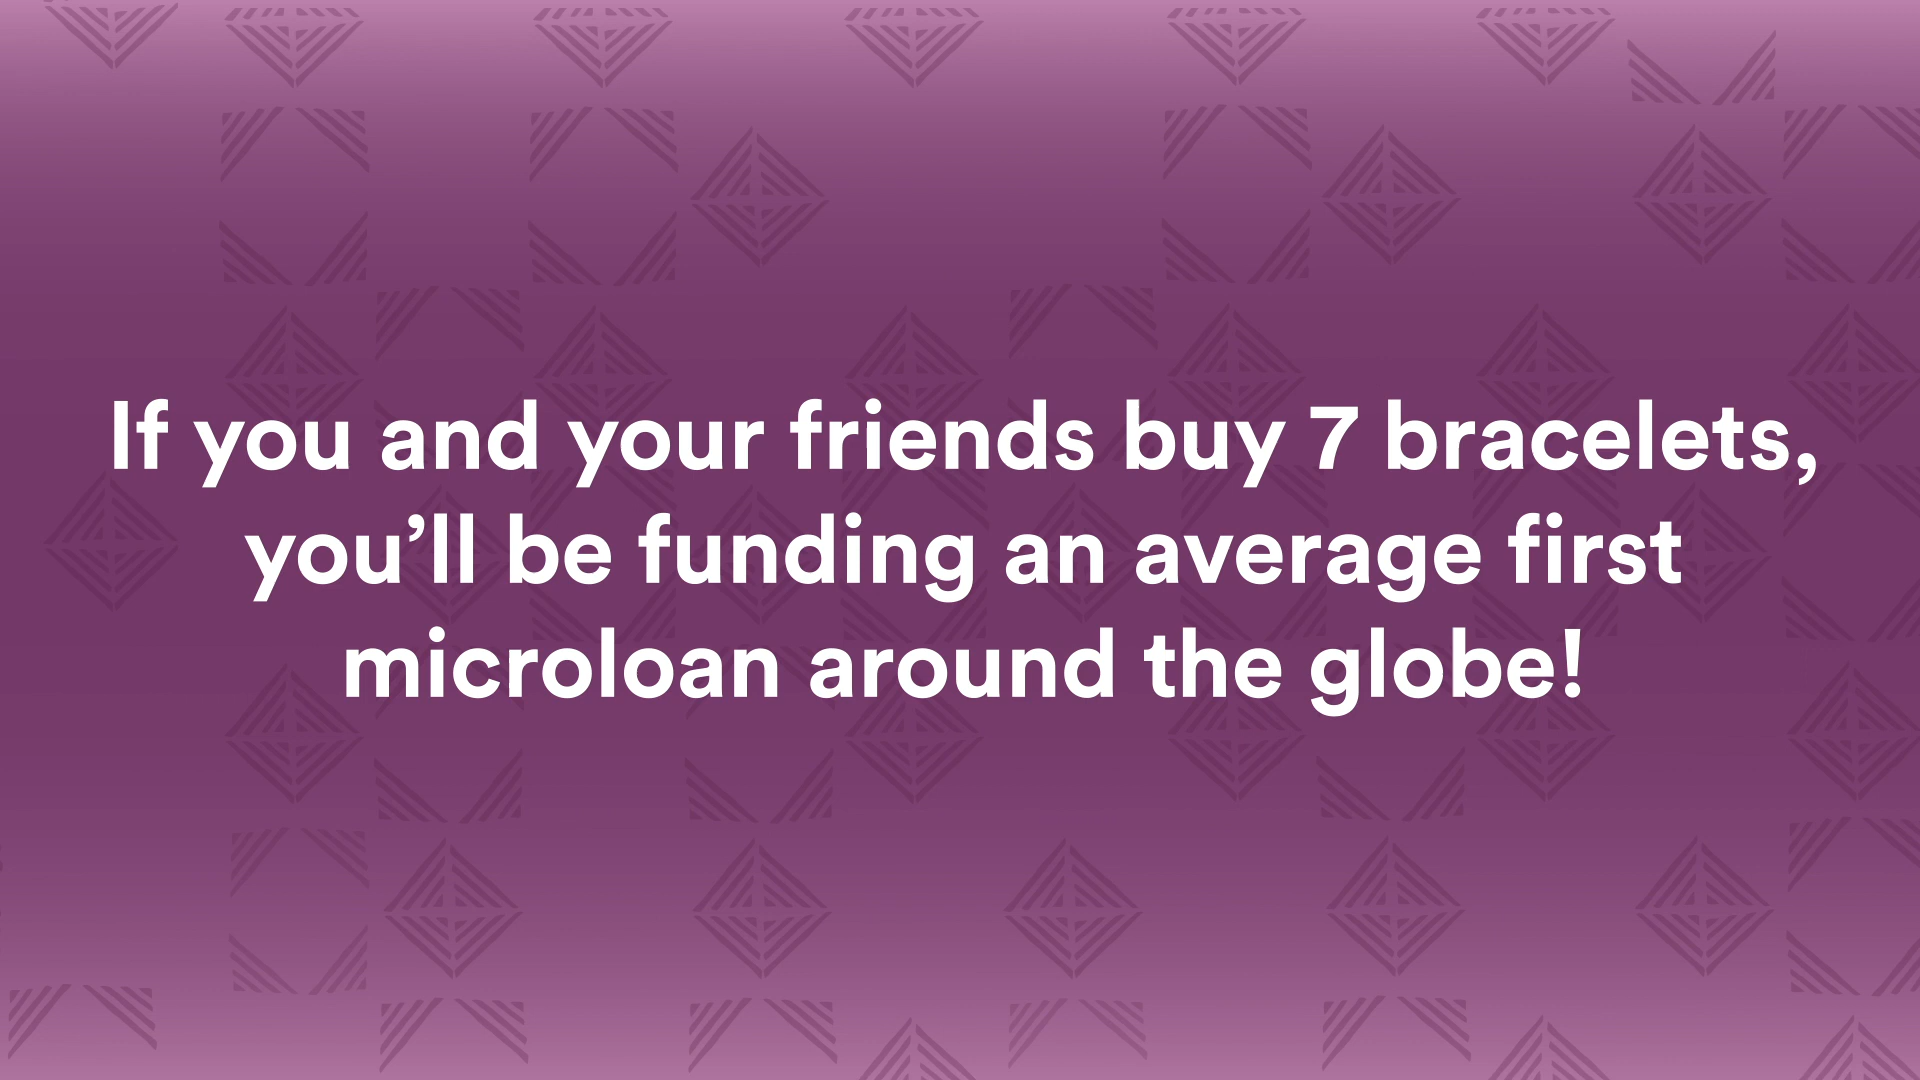 If you and your friends buy 7 bracelets,
you’ll be funding an average first
microloan around the globe!